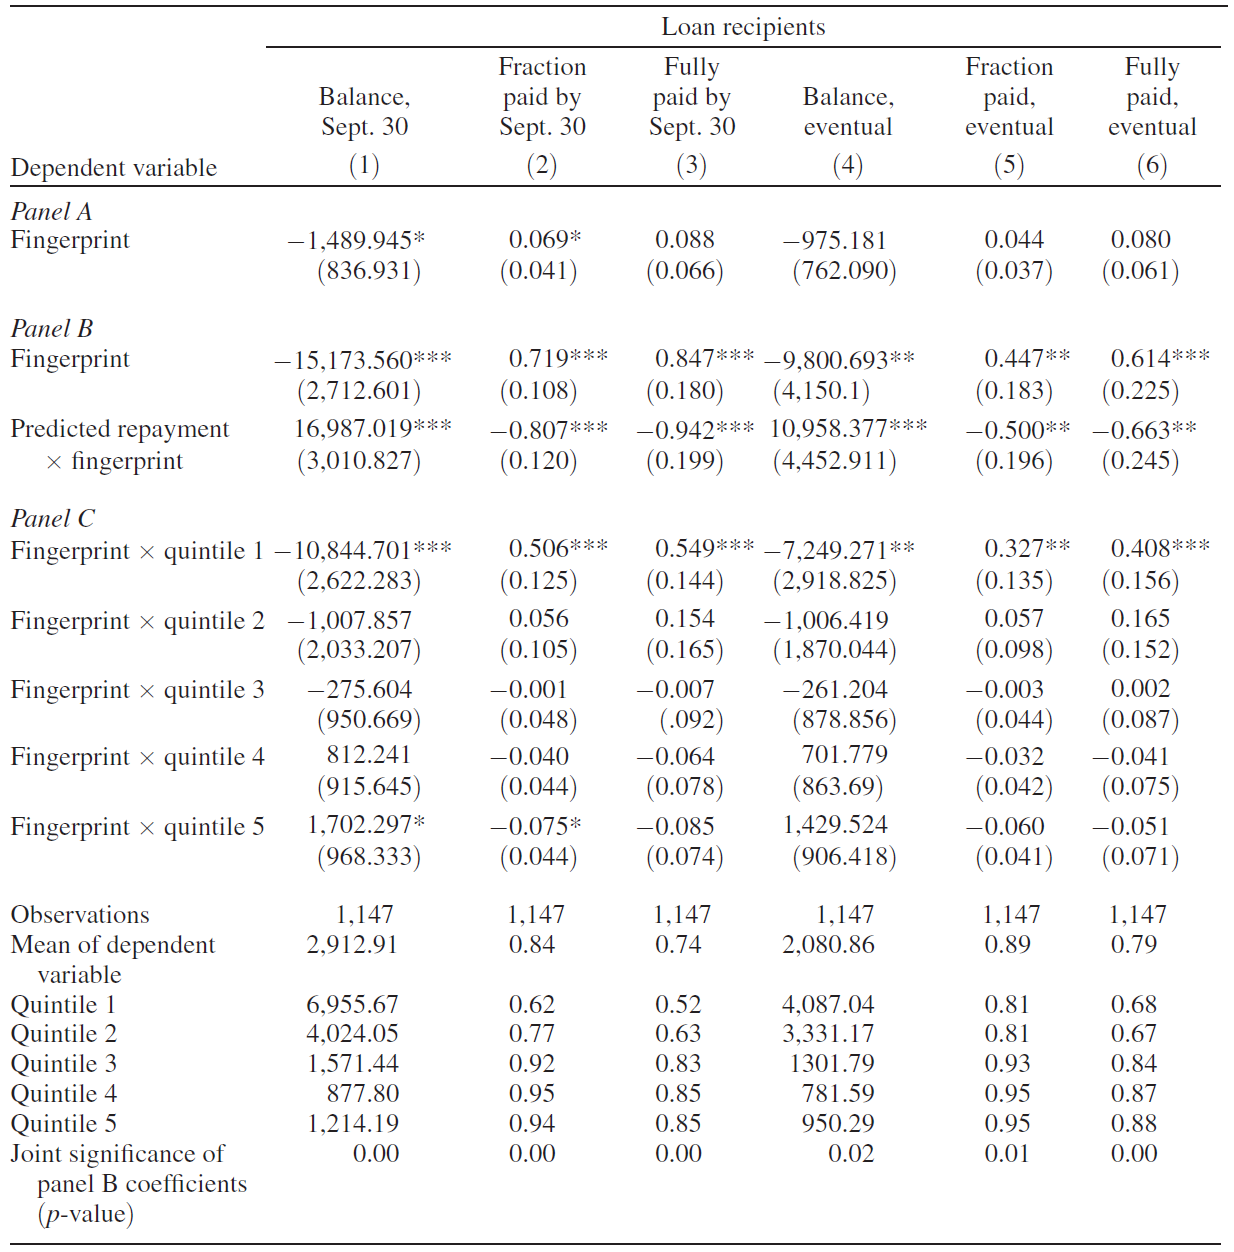 Loan recipients
Dependent variable Balance, Sept. 30 (1) Fraction paid by Sept. 30 (2) Fully paid by Sept. 30 (3) Balance, eventual (4) Fraction paid, eventual (5) Fully paid, eventual (6)
Panel A
Fingerprint −1,489.945* 0.069* 0.088 −975.181 0.044 0.080
(836.931) (0.041) (0.066) (762.090) (0.037) (0.061)
Panel B
Fingerprint −15,173.560*** 0.719*** 0.847*** −9,800.693** 0.447** 0.614***
(2,712.601) (0.108) (0.180) (4,150.1) (0.183) (0.225)
Predicted repayment 16,987.019*** −0.807*** −0.942*** 10,958.377*** −0.500** −0.663**
× fingerprint (3,010.827) (0.120) (0.199) (4,452.911) (0.196) (0.245)
Panel C
Fingerprint × quintile 1 −10,844.701*** 0.506*** 0.549*** −7,249.271** 0.327** 0.408***
(2,622.283) (0.125) (0.144) (2,918.825) (0.135) (0.156)
Fingerprint × quintile 2 −1,007.857 0.056 0.154 −1,006.419 0.057 0.165
(2,033.207) (0.105) (0.165) (1,870.044) (0.098) (0.152)
Fingerprint × quintile 3 −275.604 −0.001 −0.007 −261.204 −0.003 0.002
(950.669) (0.048) (.092) (878.856) (0.044) (0.087)
Fingerprint × quintile 4 812.241 −0.040 −0.064 701.779 −0.032 −0.041
(915.645) (0.044) (0.078) (863.69) (0.042) (0.075)
Fingerprint × quintile 5 1,702.297* −0.075* −0.085 1,429.524 −0.060 −0.051
(968.333) (0.044) (0.074) (906.418) (0.041) (0.071)
Observations 1,147 1,147 1,147 1,147 1,147 1,147
Mean of dependent 2,912.91 0.84 0.74 2,080.86 0.89 0.79
variable
Quintile 1 6,955.67 0.62 0.52 4,087.04 0.81 0.68
Quintile 2 4,024.05 0.77 0.63 3,331.17 0.81 0.67
Quintile 3 1,571.44 0.92 0.83 1301.79 0.93 0.84
Quintile 4 877.80 0.95 0.85 781.59 0.95 0.87
Quintile 5 1,214.19 0.94 0.85 950.29 0.95 0.88
Joint significance of 0.00 0.00 0.00 0.02 0.01 0.00
panel B coefficients
(p-value)